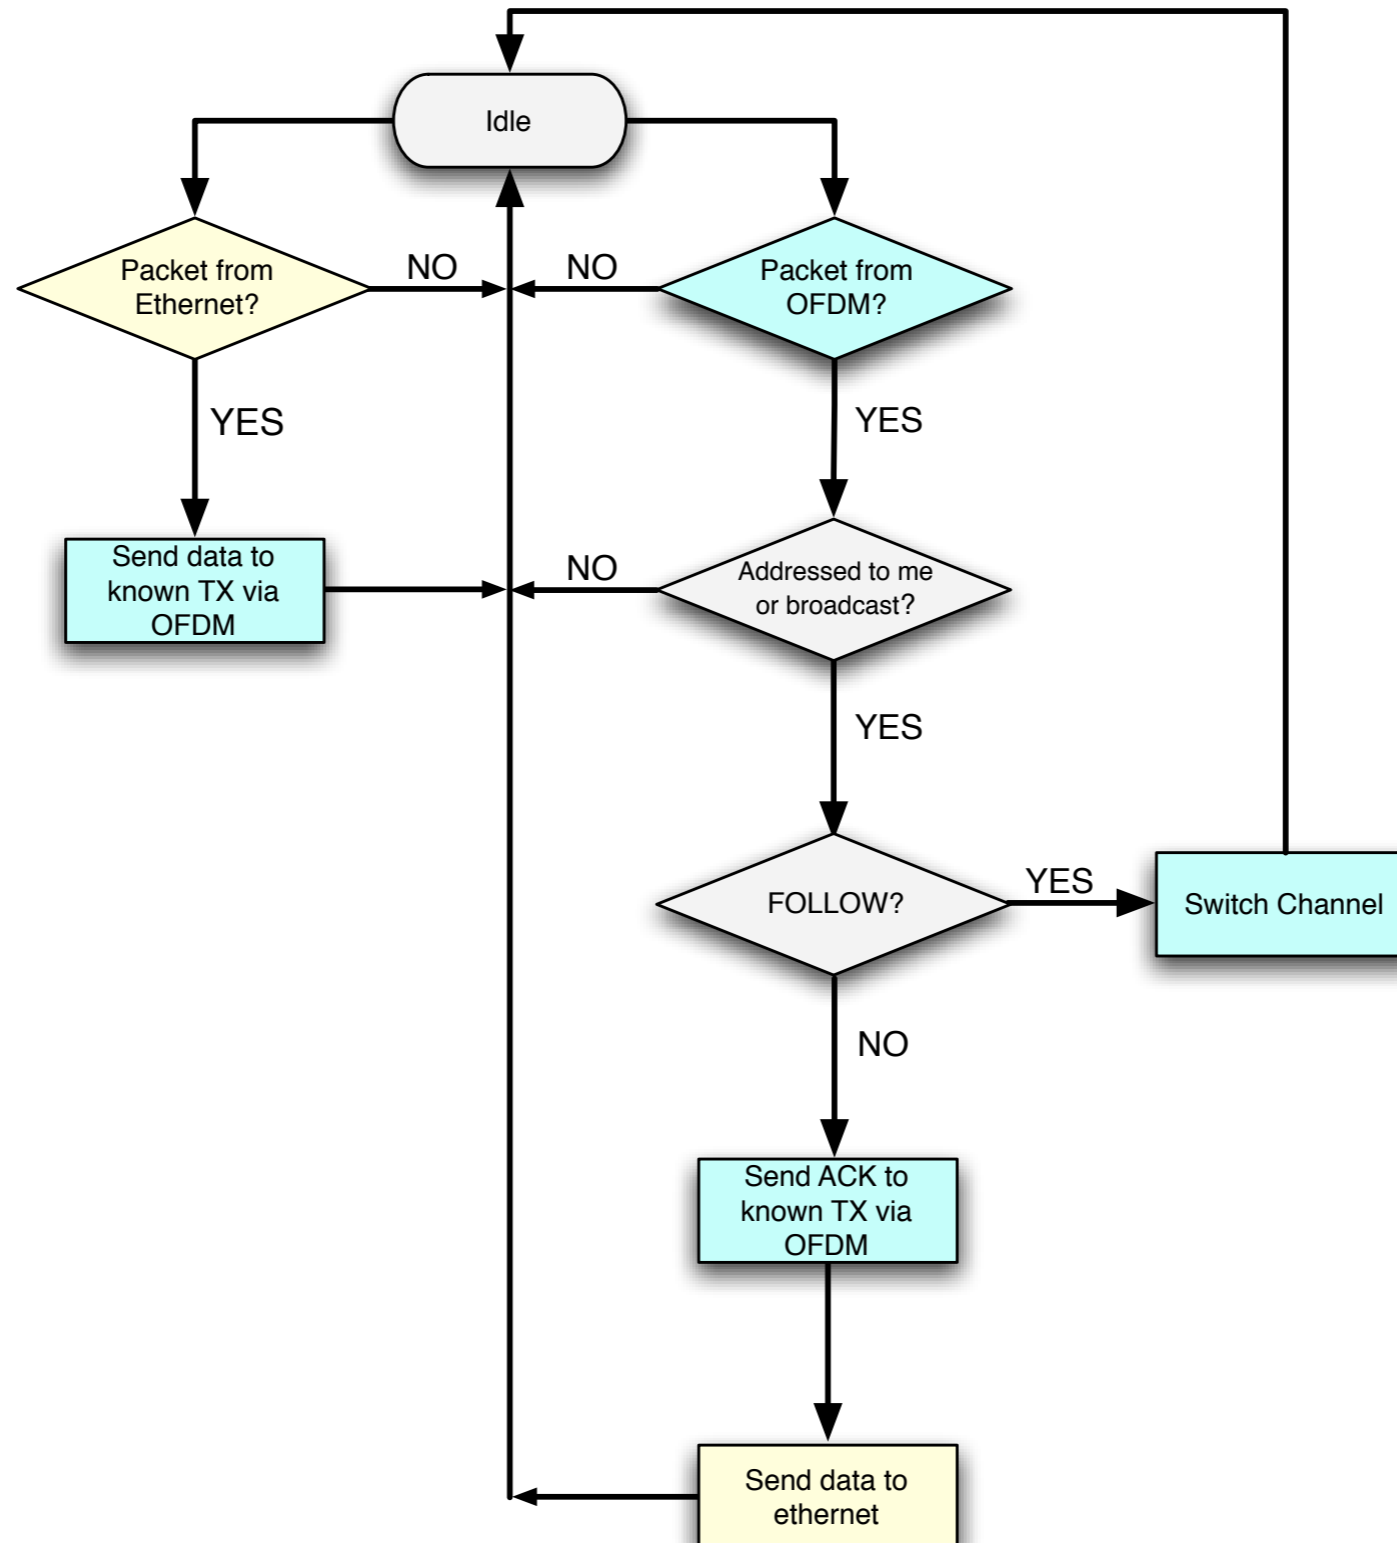 Idle
Packet from
Ethernet?
NO
NO
Packet from
OFDM?
YES
YES
Send data to
known TX via
OFDM
NO
Addressed to me
or broadcast?
YES
FOLLOW?
YES
Switch Channel
NO
Send ACK to
known TX via
OFDM
Send data to
ethernet